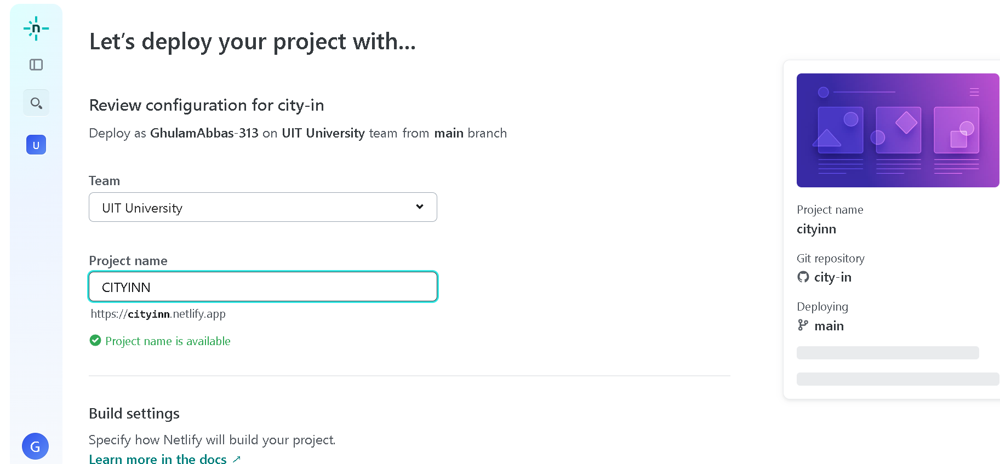 n
Let's deploy your project with...
Review configuration for city-in
Deploy as GhulamAbbas-313 on UIT University team from main branch
U
Team
UIT University
Project name
CITYINN
https://cityinn.netlify.app
Project name is available
Build settings
Specify how Netlify will build your project.
Learn more in the docs ↗
G
Project name
cityinn
Git repository
city-in
Deploying
main